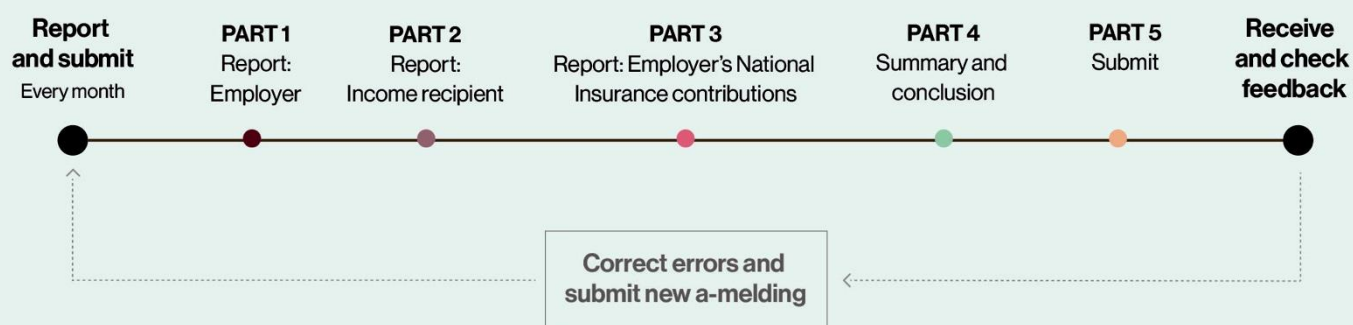 Report
and submit
Every month
PART 1
Report:
Employer
PART 2
Report:
Income recipient
PART 3
Report: Employer's National
Insurance contributions
PART 4
Summary and
conclusion
PART 5
Submit
Receive
and check
feedback
Correct errors and
submit new a-melding